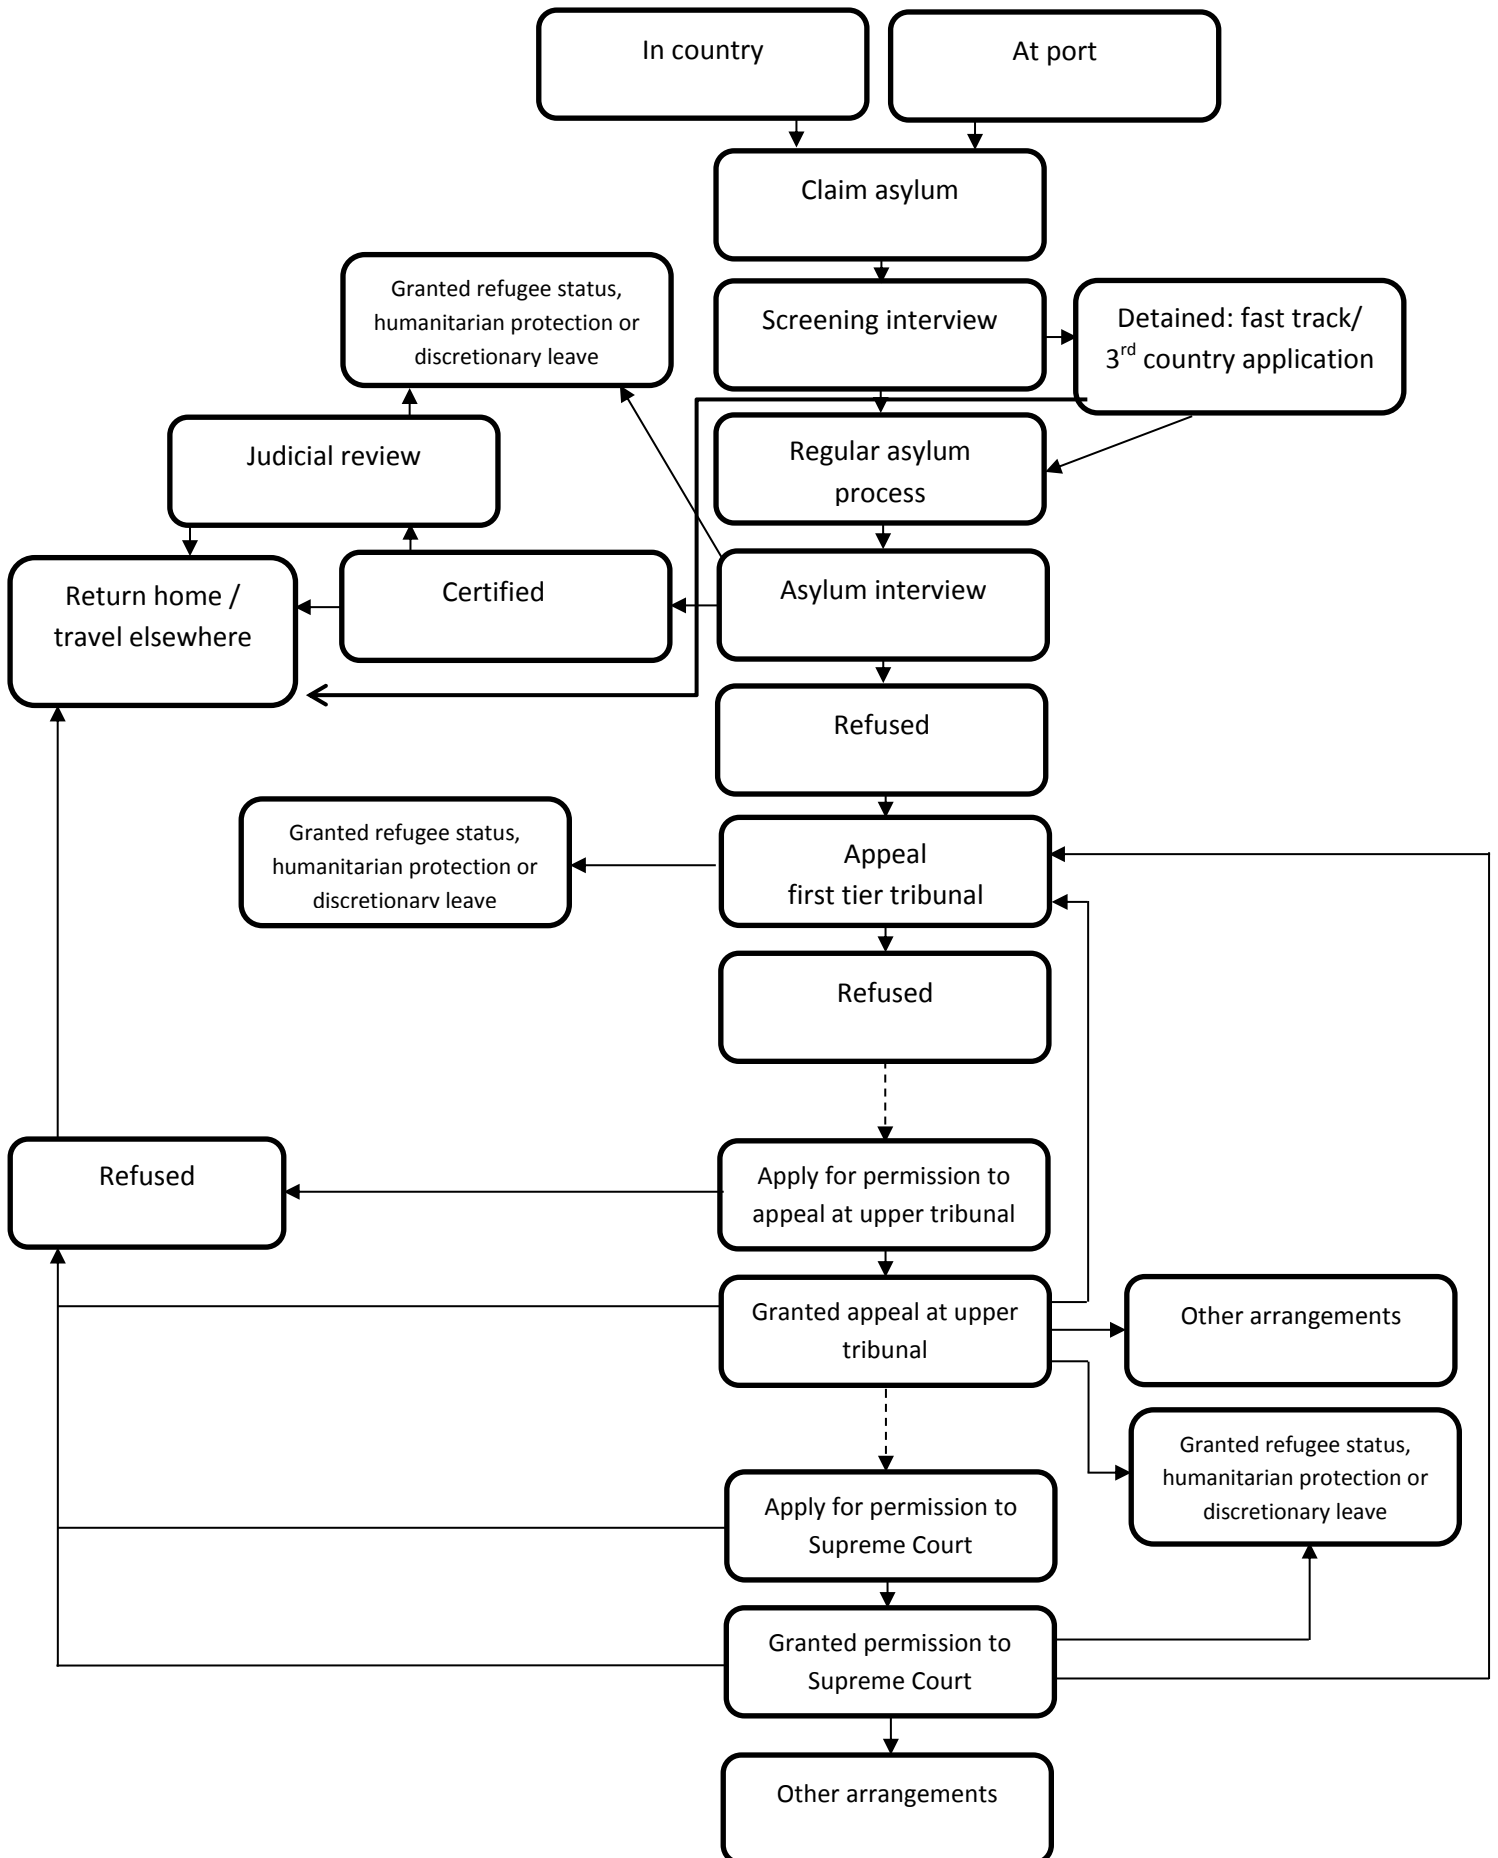 In country
At port
Claim asylum
Granted refugee status,
humanitarian protection or
discretionary leave
Screening interview
Detained: fast track/
3rd country application
Judicial review
Regular asylum
process
Return home /
travel elsewhere
Certified
Asylum interview
Refused
Granted refugee status,
humanitarian protection or
discretionary leave
Appeal
first tier tribunal
Refused
Refused
Apply for permission to
appeal at upper tribunal
Granted appeal at upper
tribunal
Other arrangements
Granted refugee status,
humanitarian protection or
discretionary leave
Apply for permission to
Supreme Court
Granted permission to
Supreme Court
Other arrangements